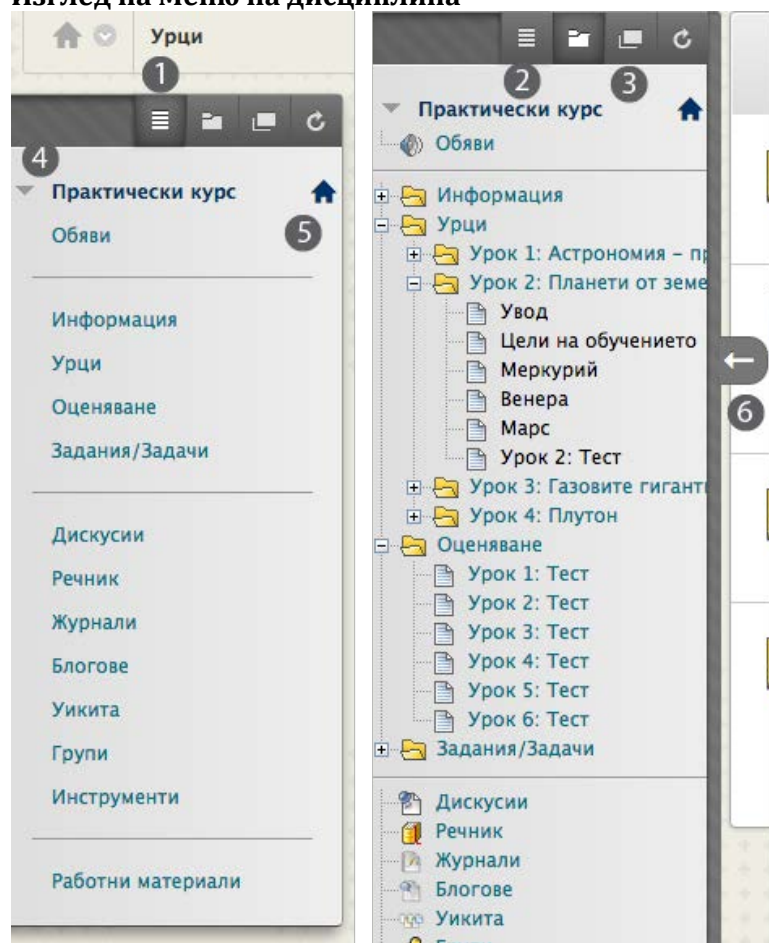 Изглед на Меню на дисциплина
Урци
1
4
Практически курс
5
Обяви
Информация
Урци
Оценяване
Задания/Задачи
Дискусии
Речник
Журнали
Блогове
Уикита
Групи
Инструменти
Работни материали
2
3
Практически курс
Обяви
Информация
Урци
Урок 1: Астрономия – пр
Урок 2: Планети от земе
Увод
Цели на обучението
Меркурий
Венера
Марс
Урок 2: Тест
Урок 3: Газовите гигант
Урок 4: Плутон
Оценяване
Урок 1: Тест
Урок 2: Тест
Урок 3: Тест
Урок 4: Тест
Урок 5: Тест
Урок 6: Тест
Задания/Задачи
Дискусии
Речник
Журнали
Блогове
Уикита
6